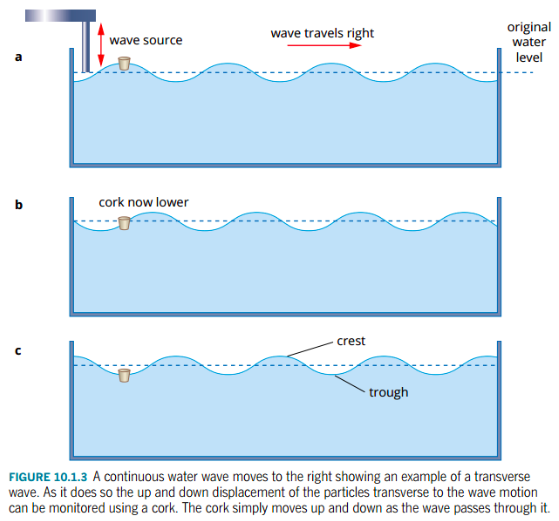 original
water
level
wave source
wave travels right
a
b
cork now lower
c
crest
trough
FIGURE 10.1.3 A continuous water wave moves to the right showing an example of a transverse
wave. As it does so the up and down displacement of the particles transverse to the wave motion
can be monitored using a cork. The cork simply moves up and down as the wave passes through it.